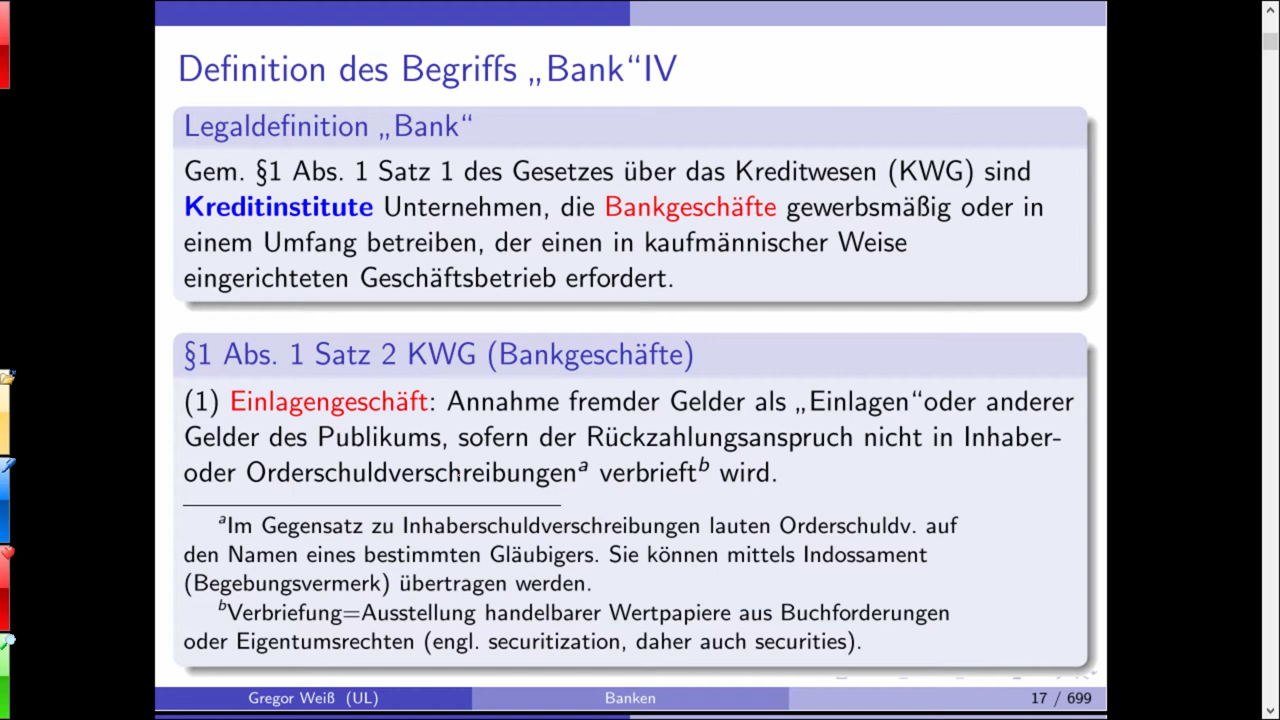 Definition des Begriffs „Bank“IV
Legaldefinition „Bank“
Gem. §1 Abs. 1 Satz 1 des Gesetzes über das Kreditwesen (KWG) sind
Kreditinstitute Unternehmen, die Bankgeschäfte gewerbsmäßig oder in
einem Umfang betreiben, der einen in kaufmännischer Weise
eingerichteten Geschäftsbetrieb erfordert.
§1 Abs. 1 Satz 2 KWG (Bankgeschäfte)
(1) Einlagengeschäft: Annahme fremder Gelder als „Einlagen“oder anderer
Gelder des Publikums, sofern der Rückzahlungsanspruch nicht in Inhaber-
oder Orderschuldverschreibungenᵃ verbrieftᵇ wird.
ᵃIm Gegensatz zu Inhaberschuldverschreibungen lauten Orderschuldv. auf
den Namen eines bestimmten Gläubigers. Sie können mittels Indossament
(Begebungsvermerk) übertragen werden.
ᵇVerbriefung=Ausstellung handelbarer Wertpapiere aus Buchforderungen
oder Eigentumsrechten (engl. securitization, daher auch securities).
Gregor Weiß (UL) Banken 17 / 699